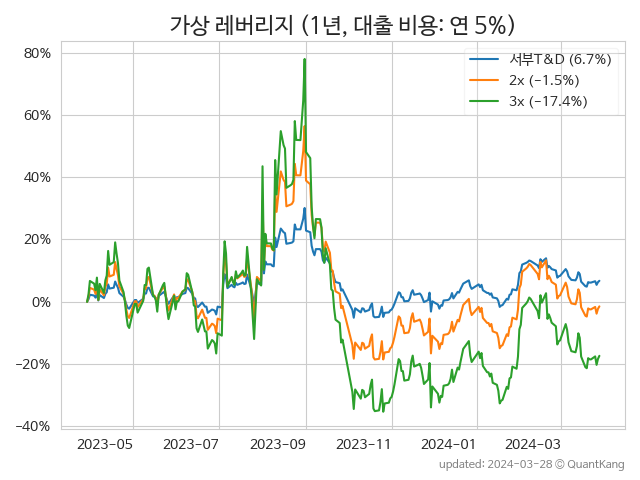 가상 레버리지 (1년, 대출 비용: 연 5%)
서부T&D (6.7%)
2x (−1.5%)
3x (−17.4%)
80%
60%
40%
20%
0%
−20%
−40%
2023-05 2023-07 2023-09 2023-11 2024-01 2024-03
updated: 2024-03-28 © QuantKang